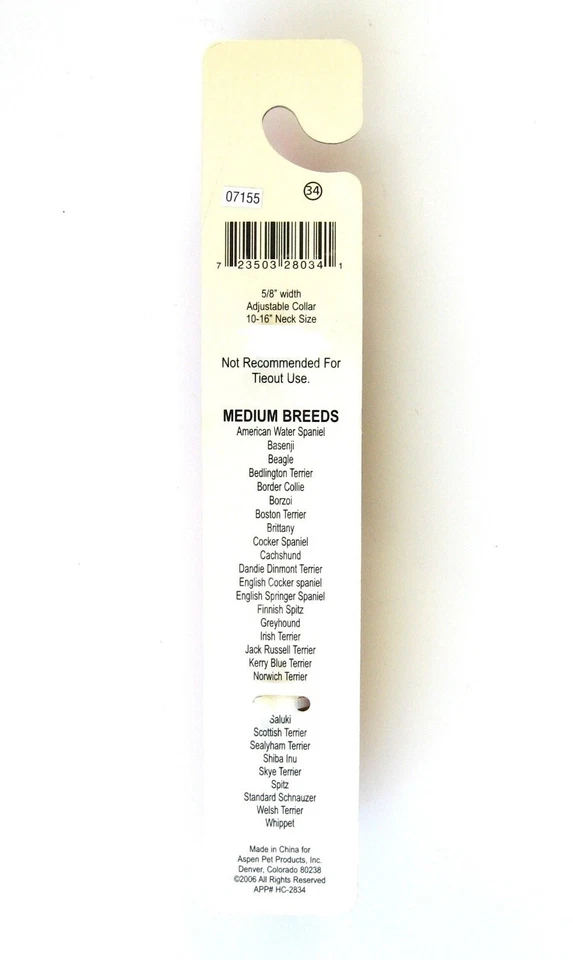 07155
34
7 23503 28034 1
5/8" width
Adjustable Collar
10-16" Neck Size
Not Recommended For
Tieout Use.
MEDIUM BREEDS
American Water Spaniel
Basenji
Beagle
Bedlington Terrier
Border Collie
Borzoi
Boston Terrier
Brittany
Cocker Spaniel
Cachshund
Dandie Dinmont Terrier
English Cocker spaniel
English Springer Spaniel
Finnish Spitz
Greyhound
Irish Terrier
Jack Russell Terrier
Kerry Blue Terrier
Norwich Terrier
Saluki
Scottish Terrier
Sealyham Terrier
Shiba Inu
Skye Terrier
Spitz
Standard Schnauzer
Welsh Terrier
Whippet
Made in China for
Aspen Pet Products, Inc.
Denver, Colorado 80238
©2006 All Rights Reserved
APP# HC-2834